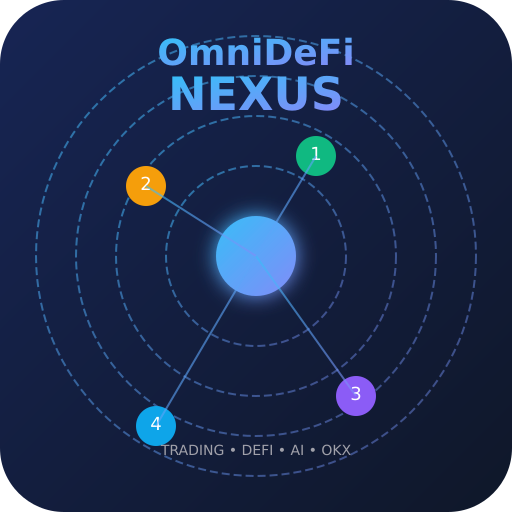 OmniDeFi
NEXUS
1
2
3
4
TRADING • DEFI • AI • OKX